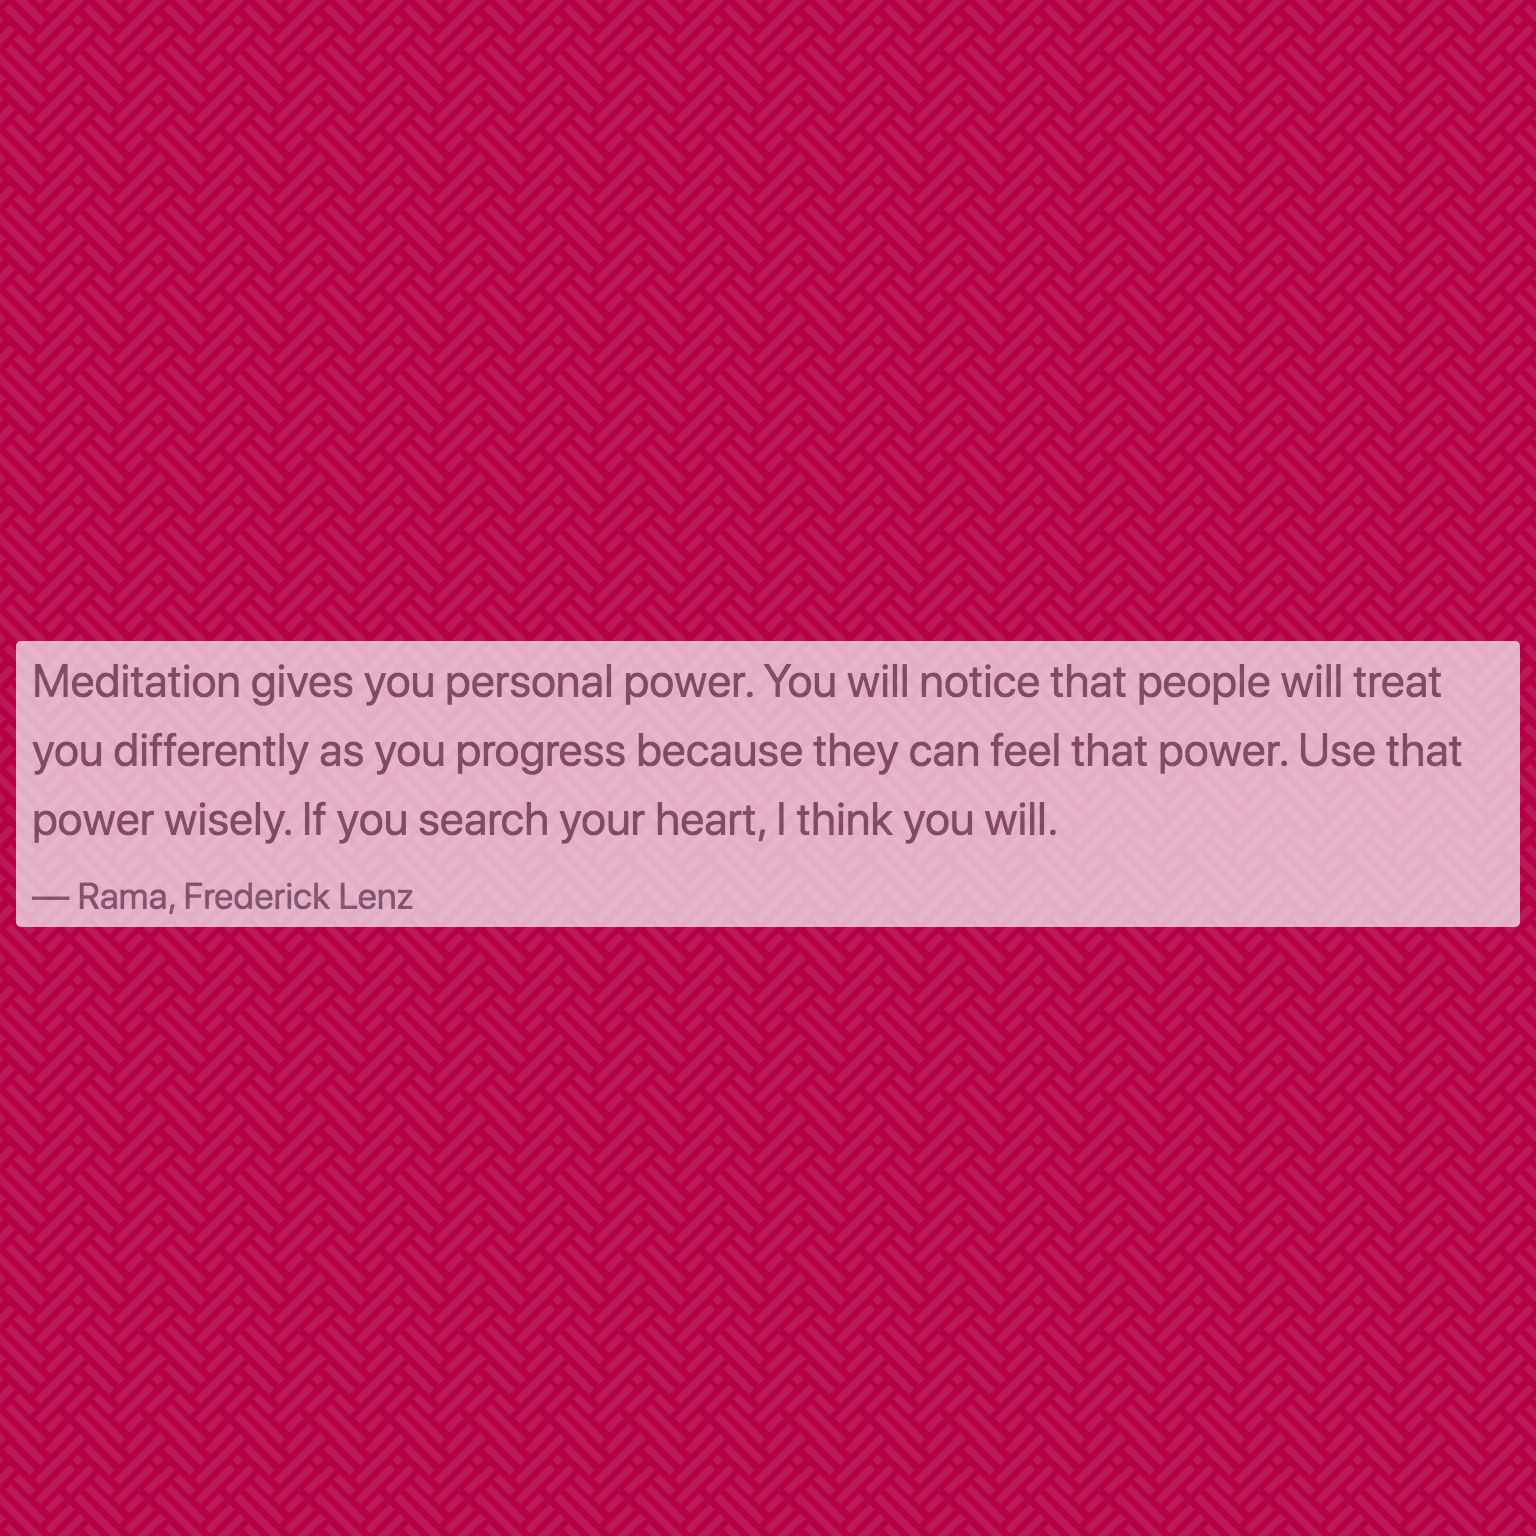 Meditation gives you personal power. You will notice that people will treat
you differently as you progress because they can feel that power. Use that
power wisely. If you search your heart, I think you will.
— Rama, Frederick Lenz